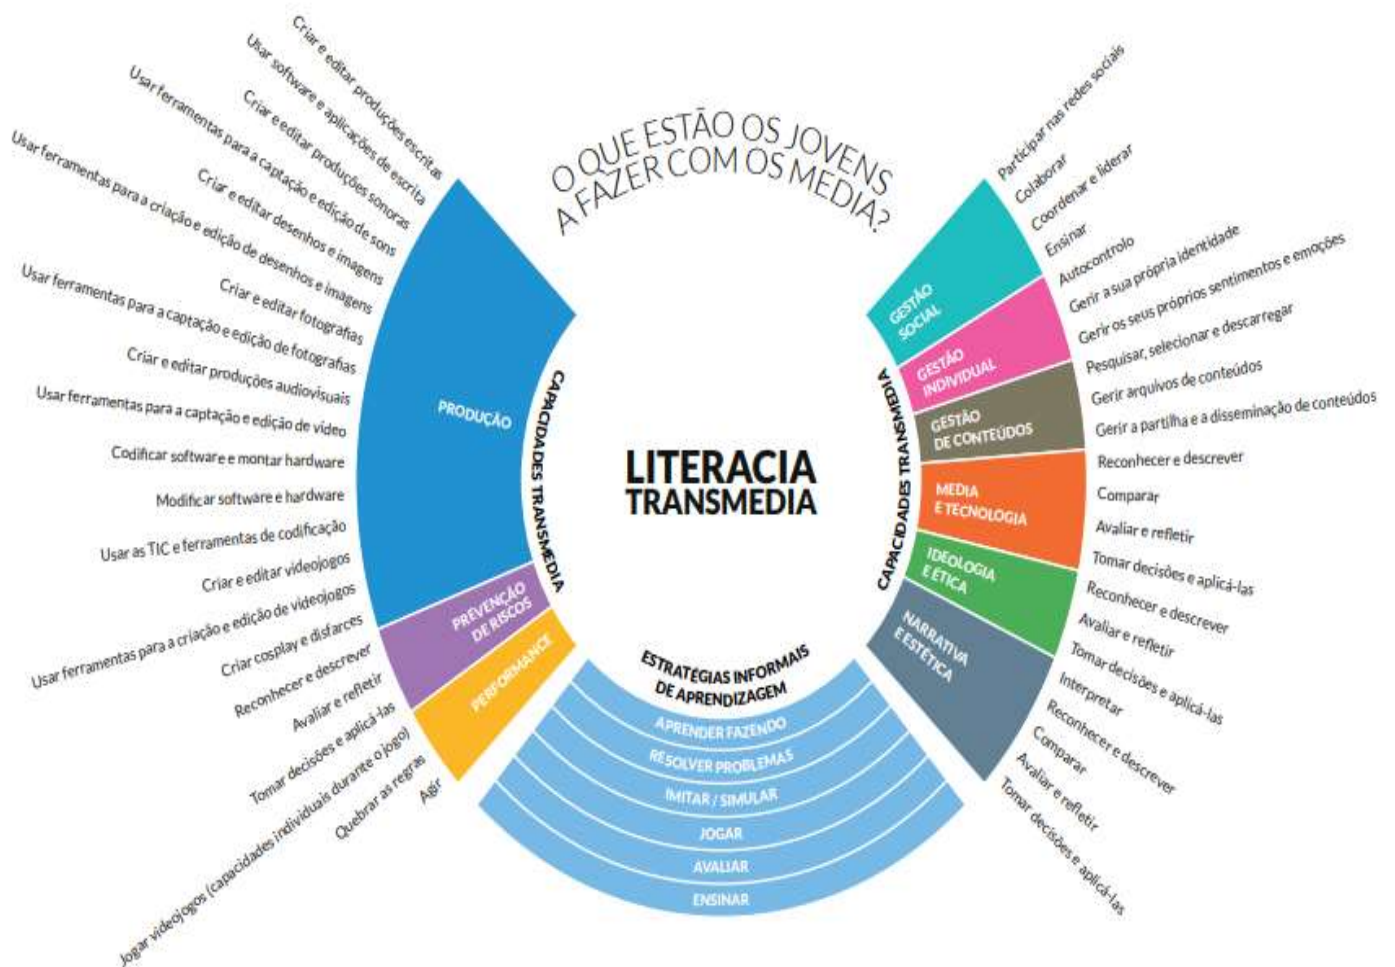 O QUE ESTÃO OS JOVENS
A FAZER COM OS MEDIA?
LITERACIA
TRANSMEDIA
CAPACIDADES TRANSMEDIA
PRODUÇÃO
Criar e editar produções escritas
Usar software e aplicações de escrita
Criar e editar produções sonoras
Usar ferramentas para a captação e edição de sons
Criar e editar desenhos e imagens
Usar ferramentas para a criação e edição de desenhos e imagens
Criar e editar fotografias
Usar ferramentas para a captação e edição de fotografias
Criar e editar produções audiovisuais
Usar ferramentas para a captação e edição de vídeo
Codificar software e montar hardware
Modificar software e hardware
Usar as TIC e ferramentas de codificação
Criar e editar videojogos
Usar ferramentas para a criação e edição de videojogos
Criar cosplay e disfarces
PREVENÇÃO
DE RISCOS
Reconhecer e descrever
Avaliar e refletir
Tomar decisões e aplicá-las
PERFORMANCE
Jogar videojogos (capacidades individuais durante o jogo)
Quebrar as regras
Agir
CAPACIDADES TRANSMEDIA
GESTÃO
SOCIAL
Participar nas redes sociais
Colaborar
Coordenar e liderar
Ensinar
GESTÃO
INDIVIDUAL
Autocontrolo
Gerir a sua própria identidade
Gerir os seus próprios sentimentos e emoções
GESTÃO
DE CONTEÚDOS
Pesquisar, selecionar e descarregar
Gerir arquivos de conteúdos
Gerir a partilha e a disseminação de conteúdos
MEDIA
E TECNOLOGIA
Reconhecer e descrever
Comparar
Avaliar e refletir
Tomar decisões e aplicá-las
IDEOLOGIA
E ÉTICA
Reconhecer e descrever
Avaliar e refletir
Tomar decisões e aplicá-las
NARRATIVA
E ESTÉTICA
Interpretar
Reconhecer e descrever
Comparar
Avaliar e refletir
Tomar decisões e aplicá-las
ESTRATÉGIAS INFORMAIS
DE APRENDIZAGEM
APRENDER FAZENDO
RESOLVER PROBLEMAS
IMITAR / SIMULAR
JOGAR
AVALIAR
ENSINAR